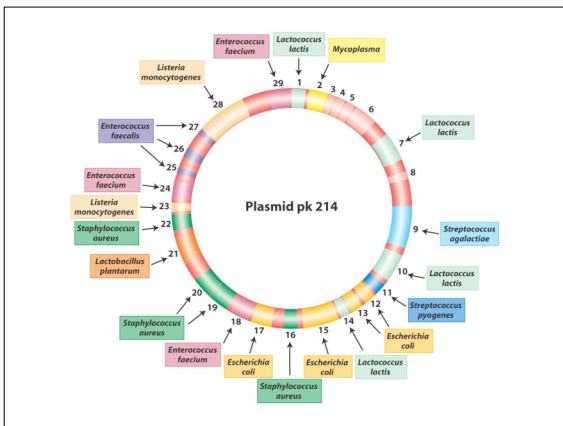 Enterococcus
faecium
Lactococcus
lactis
Mycoplasma
Listeria
monocytogenes
29
1
2
3
4
5
6
28
7
Lactococcus
lactis
27
Enterococcus
faecalis
26
25
8
Enterococcus
faecium
24
Listeria
monocytogenes
23
Plasmid pk 214
Staphylococcus
aureus
22
9
Streptococcus
agalactiae
Lactobacillus
plantarum
21
10
Lactococcus
lactis
20
19
11
Streptococcus
pyogenes
Staphylococcus
aureus
18
17
16
15
14
13
12
Escherichia
coli
Enterococcus
faecium
Escherichia
coli
Staphylococcus
aureus
Escherichia
coli
Lactococcus
lactis